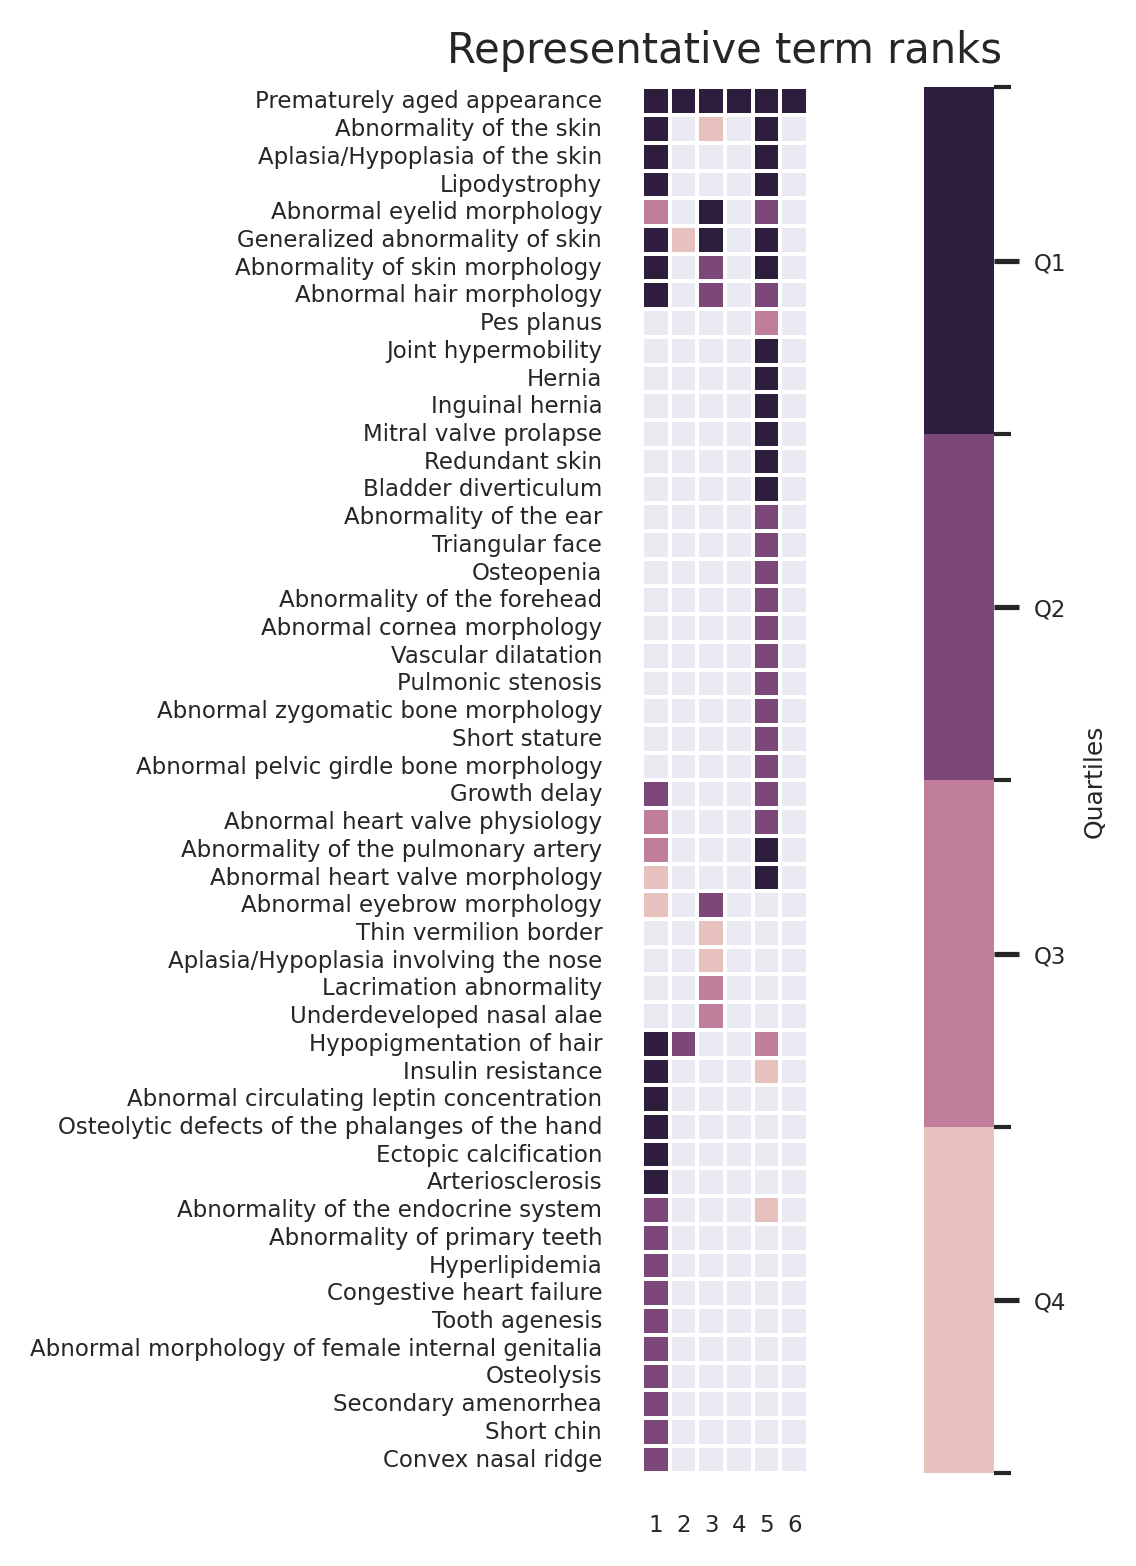 Representative term ranks
Prematurely aged appearance
Abnormality of the skin
Aplasia/Hypoplasia of the skin
Lipodystrophy
Abnormal eyelid morphology
Generalized abnormality of skin
Abnormality of skin morphology
Abnormal hair morphology
Pes planus
Joint hypermobility
Hernia
Inguinal hernia
Mitral valve prolapse
Redundant skin
Bladder diverticulum
Abnormality of the ear
Triangular face
Osteopenia
Abnormality of the forehead
Abnormal cornea morphology
Vascular dilatation
Pulmonic stenosis
Abnormal zygomatic bone morphology
Short stature
Abnormal pelvic girdle bone morphology
Growth delay
Abnormal heart valve physiology
Abnormality of the pulmonary artery
Abnormal heart valve morphology
Abnormal eyebrow morphology
Thin vermilion border
Aplasia/Hypoplasia involving the nose
Lacrimation abnormality
Underdeveloped nasal alae
Hypopigmentation of hair
Insulin resistance
Abnormal circulating leptin concentration
Osteolytic defects of the phalanges of the hand
Ectopic calcification
Arteriosclerosis
Abnormality of the endocrine system
Abnormality of primary teeth
Hyperlipidemia
Congestive heart failure
Tooth agenesis
Abnormal morphology of female internal genitalia
Osteolysis
Secondary amenorrhea
Short chin
Convex nasal ridge
1 2 3 4 5 6
Q1
Q2
Q3
Q4
Quartiles